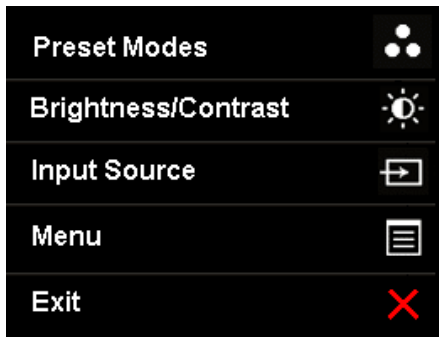 Preset Modes
Brightness/Contrast
Input Source
Menu
Exit